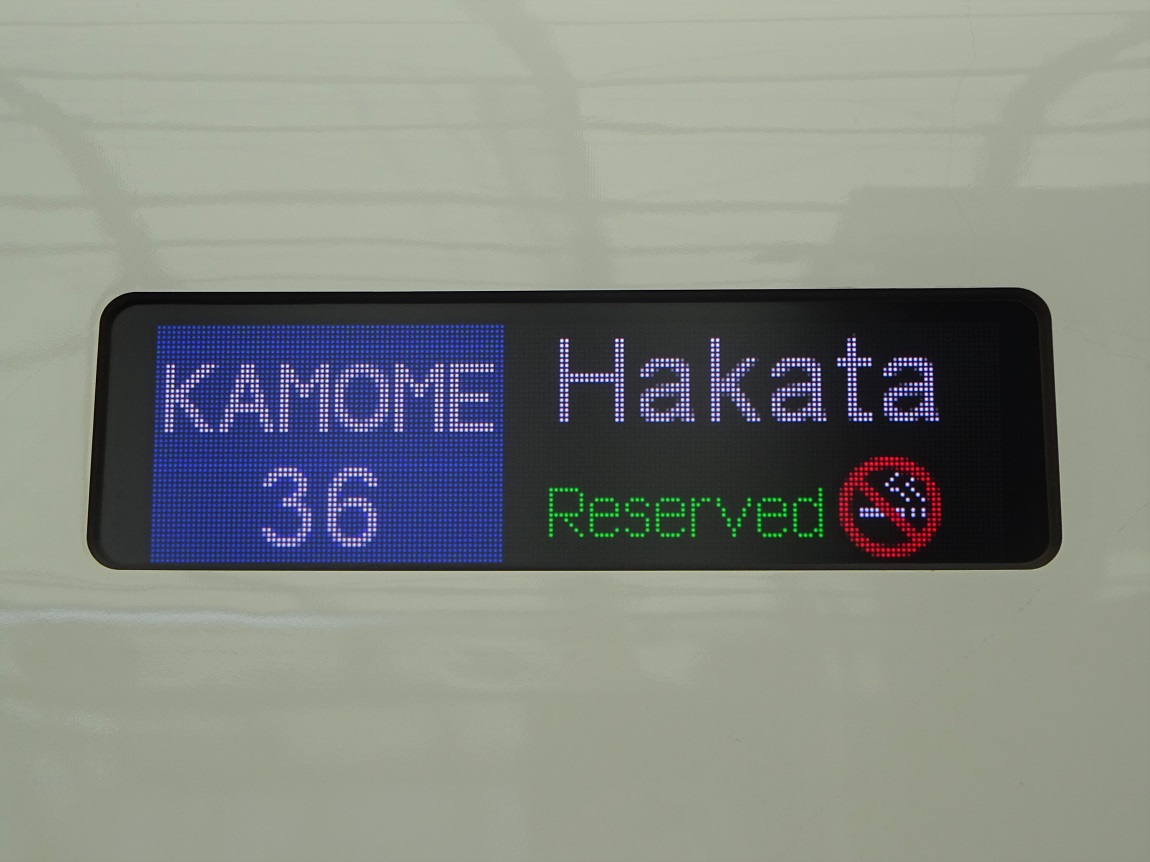 KAMOME
36
Hakata
Reserved